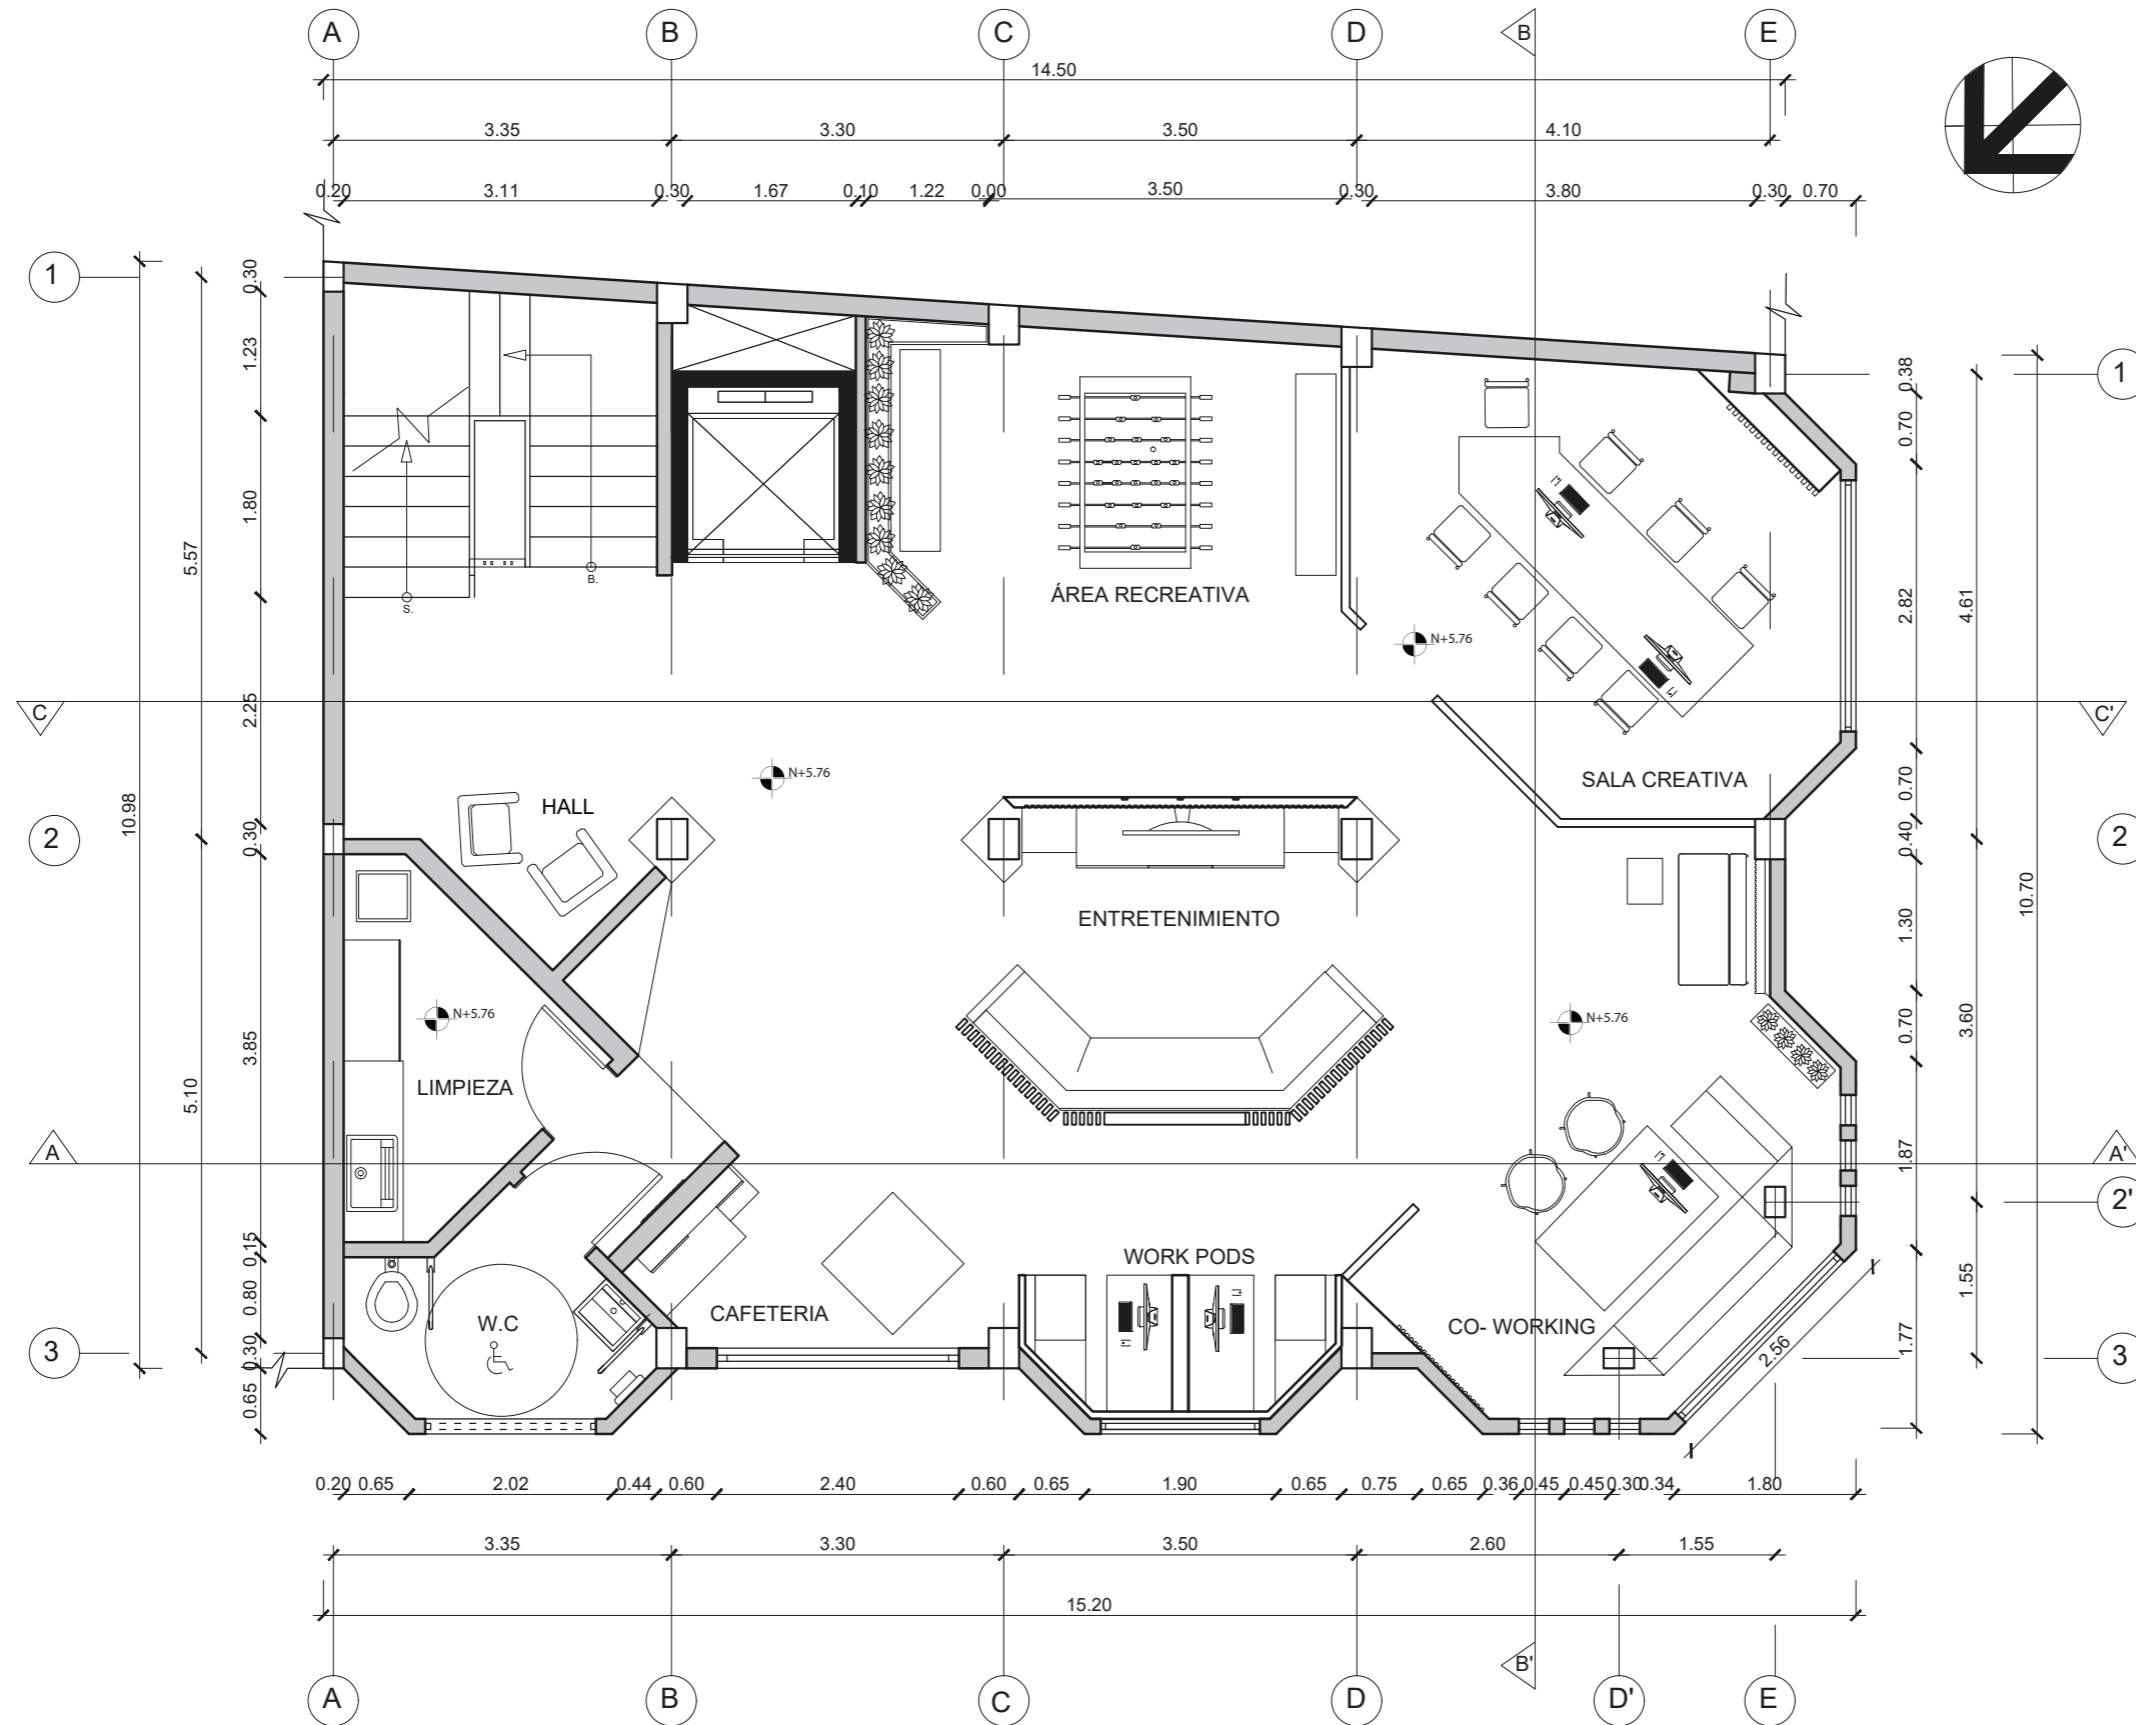 A B C D B E
14.50
3.35 3.30 3.50 4.10
0.20 3.11 0.30 1.67 0.10 1.22 0.00 3.50 0.30 3.80 0.30 0.70
1
0.30
1.23
1.80
5.57
2.25
10.98
0.30
3.85
5.10
0.15
0.80
0.30
0.65
C
2
A
3
S.
B.
ÁREA RECREATIVA
N+5.76
SALA CREATIVA
N+5.76
HALL
ENTRETENIMIENTO
N+5.76
N+5.76
LIMPIEZA
WORK PODS
CAFETERIA
W.C
CO- WORKING
2.56
1
0.38
0.70
2.82
4.61
C'
0.70
0.40
2
10.70
1.30
0.70
3.60
1.87
A'
2'
1.55
1.77
3
0.20 0.65 2.02 0.44 0.60 2.40 0.60 0.65 1.90 0.65 0.75 0.65 0.36 0.45 0.45 0.30 0.34 1.80
3.35 3.30 3.50 2.60 1.55
15.20
B'
A B C D D' E